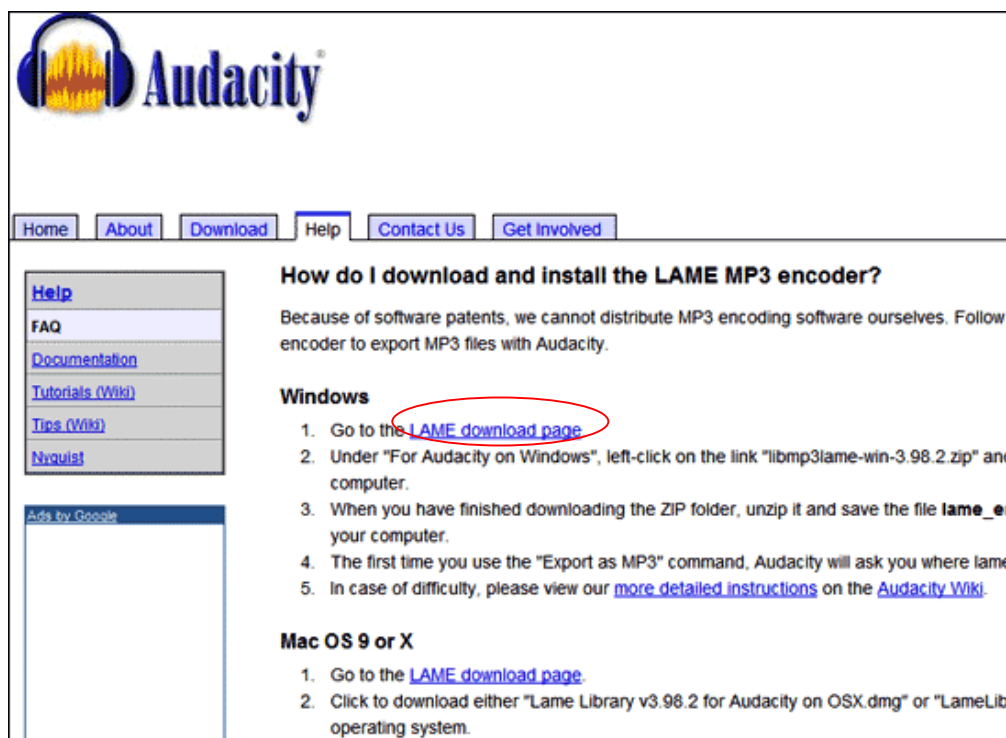 Audacity®
Home About Download Help Contact Us Get Involved
Help
FAQ
Documentation
Tutorials (Wiki)
Tips (Wiki)
Nyquist
Ads by Google
How do I download and install the LAME MP3 encoder?
Because of software patents, we cannot distribute MP3 encoding software ourselves. Follow
encoder to export MP3 files with Audacity.
Windows
1. Go to the LAME download page
2. Under "For Audacity on Windows", left-click on the link "libmp3lame-win-3.98.2.zip" and
computer.
3. When you have finished downloading the ZIP folder, unzip it and save the file lame_e
your computer.
4. The first time you use the "Export as MP3" command, Audacity will ask you where lame
5. In case of difficulty, please view our more detailed instructions on the Audacity Wiki.
Mac OS 9 or X
1. Go to the LAME download page.
2. Click to download either "Lame Library v3.98.2 for Audacity on OSX.dmg" or "LameLib
operating system.